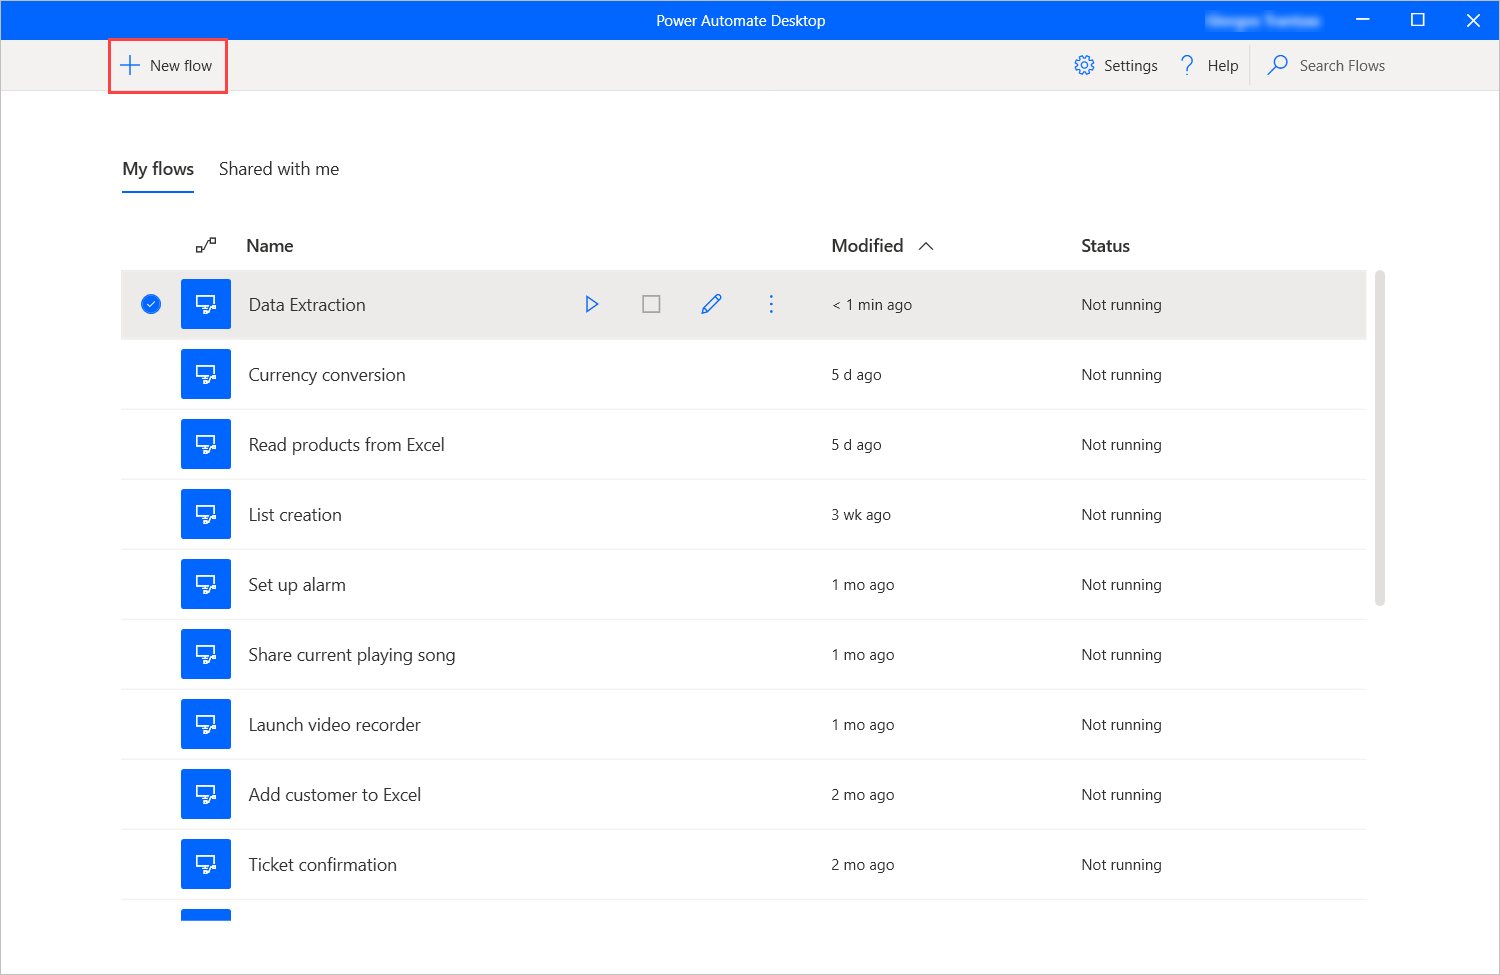 Power Automate Desktop
New flow
Settings
Help
Search Flows
My flows
Shared with me
Name
Modified
Status
Data Extraction
< 1 min ago
Not running
Currency conversion
5 d ago
Not running
Read products from Excel
5 d ago
Not running
List creation
3 wk ago
Not running
Set up alarm
1 mo ago
Not running
Share current playing song
1 mo ago
Not running
Launch video recorder
1 mo ago
Not running
Add customer to Excel
2 mo ago
Not running
Ticket confirmation
2 mo ago
Not running